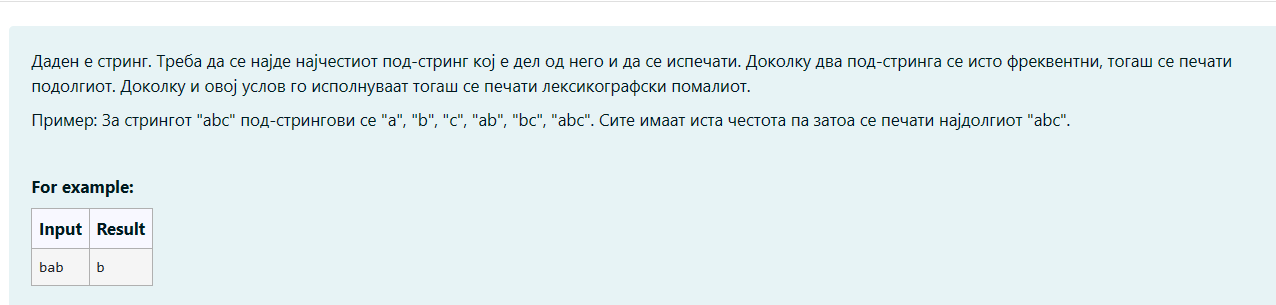 Даден е стринг. Треба да се најде најчестиот под-стринг кој е дел од него и да се испечати. Доколку два под-стринга се исто фреквентни, тогаш се печати
подолгиот. Доколку и овој услов го исполнуваат тогаш се печати лексикографски помалиот.
Пример: За стрингот "abc" под-стрингови се "a", "b", "c", "ab", "bc", "abc". Сите имаат иста честота па затоа се печати најдолгиот "abc".
For example:
Input Result
bab b